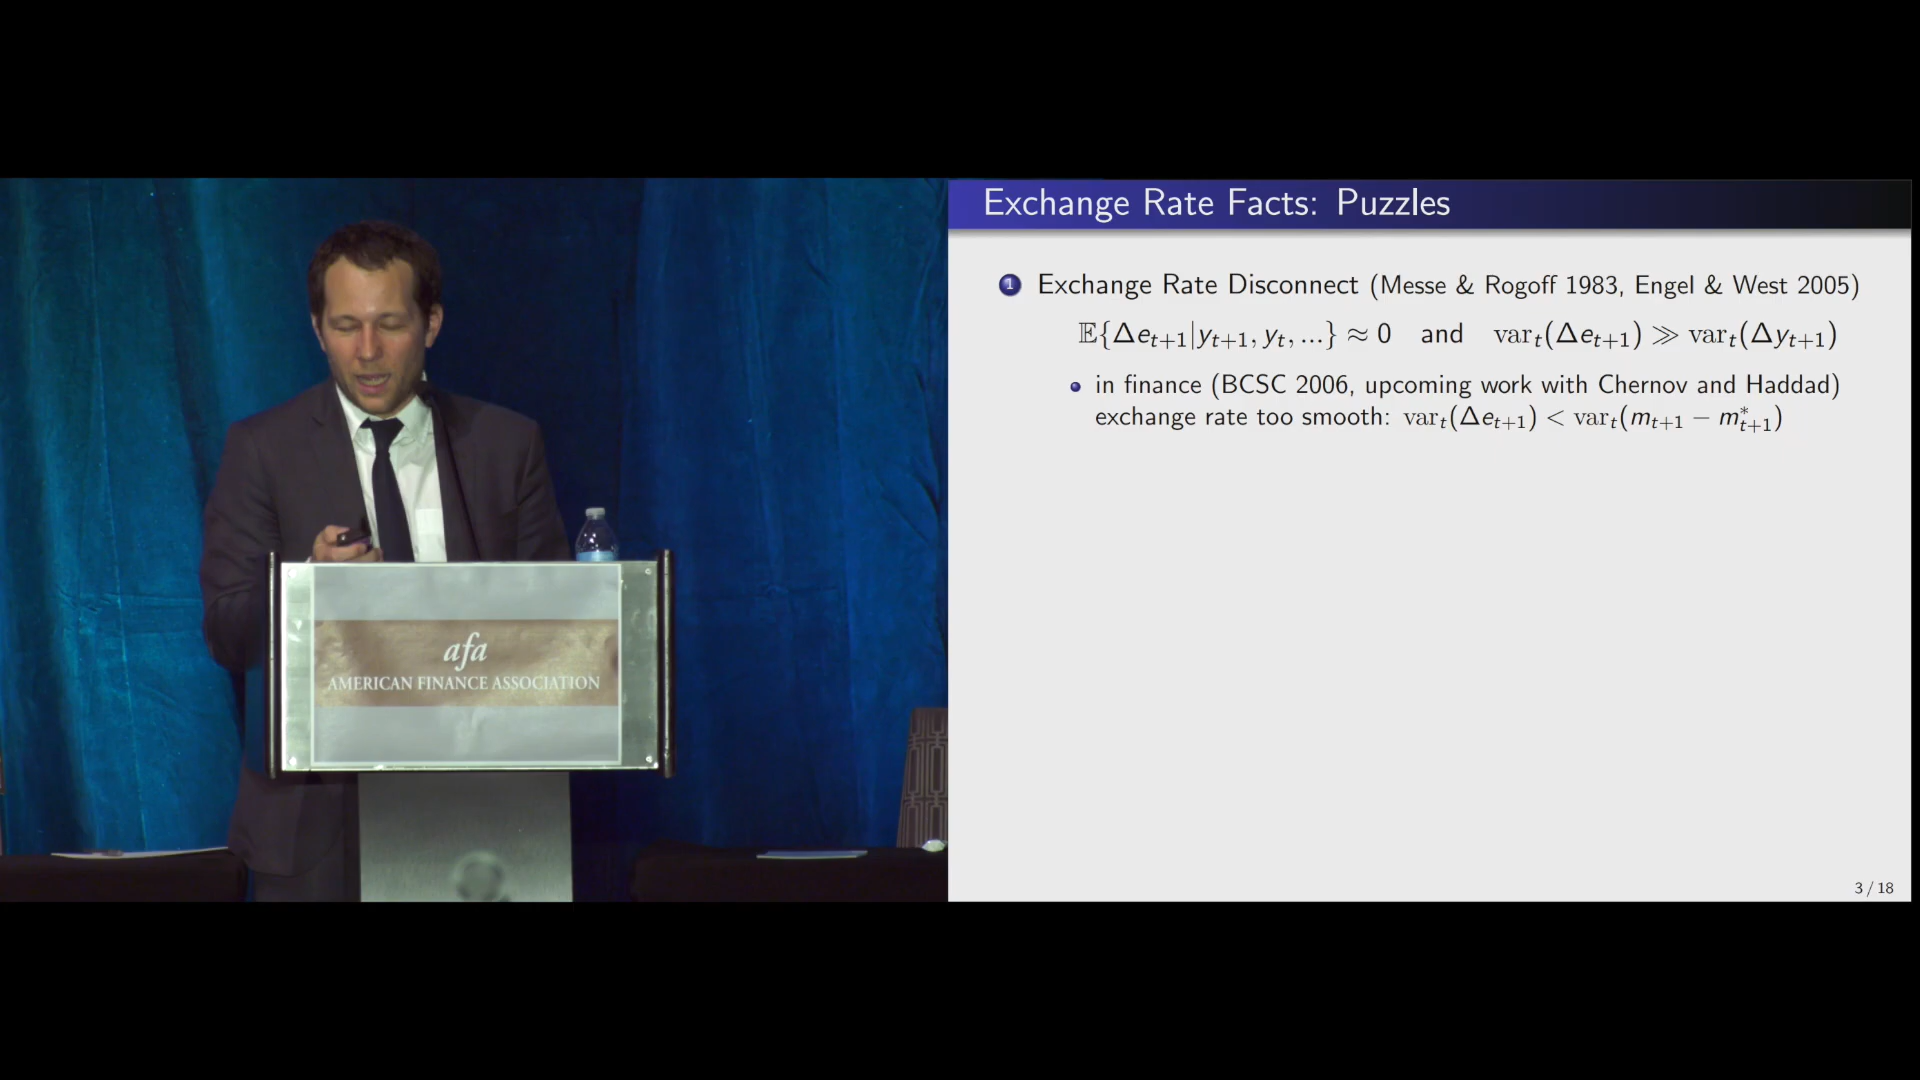 Exchange Rate Facts: Puzzles
1 Exchange Rate Disconnect (Messe & Rogoff 1983, Engel & West 2005)
𝔼{Δe_{t+1}|y_{t+1}, y_t, ...} ≈ 0 and var_t(Δe_{t+1}) ≫ var_t(Δy_{t+1})
• in finance (BCSC 2006, upcoming work with Chernov and Haddad)
exchange rate too smooth: var_t(Δe_{t+1}) < var_t(m_{t+1} − m*_{t+1})
3 / 18
afa
AMERICAN FINANCE ASSOCIATION